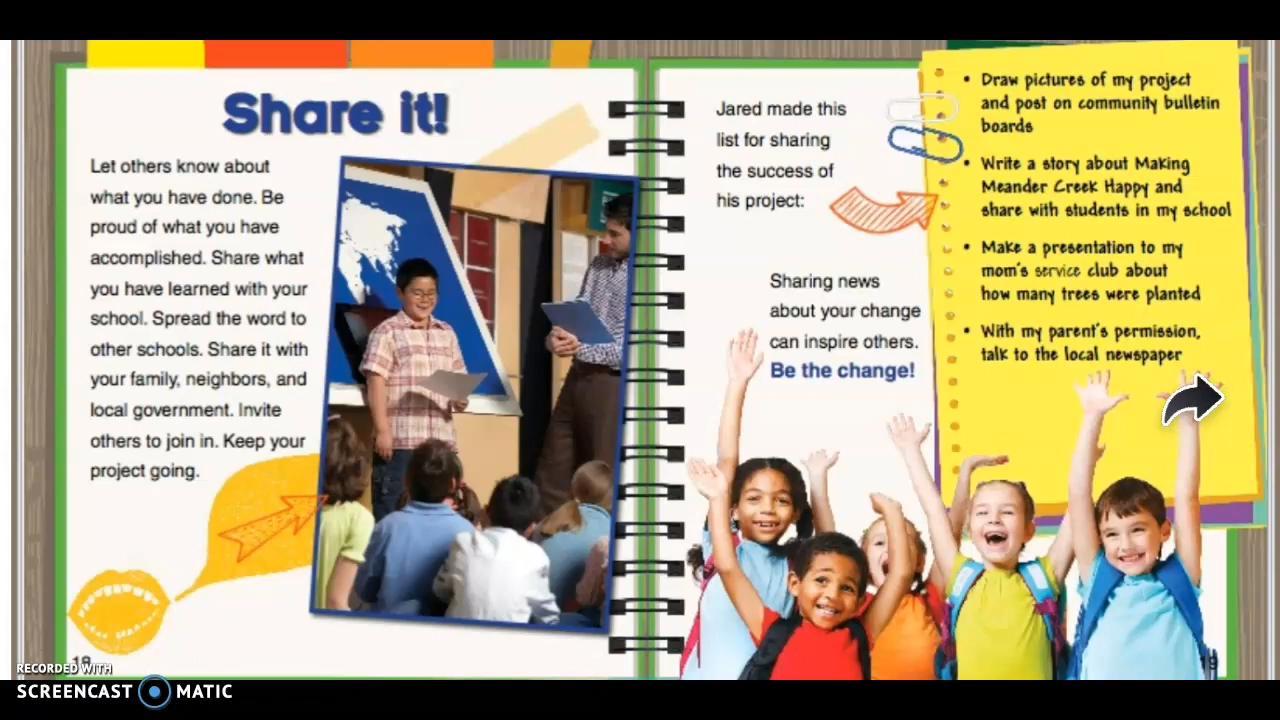 Share it!
Let others know about
what you have done. Be
proud of what you have
accomplished. Share what
you have learned with your
school. Spread the word to
other schools. Share it with
your family, neighbors, and
local government. Invite
others to join in. Keep your
project going.
18
Jared made this
list for sharing
the success of
his project:
Sharing news
about your change
can inspire others.
Be the change!
• Draw pictures of my project
and post on community bulletin
boards
• Write a story about Making
Meander Creek Happy and
share with students in my school
• Make a presentation to my
mom's service club about
how many trees were planted
• With my parent's permission,
talk to the local newspaper
19
RECORDED WITH
SCREENCAST MATIC